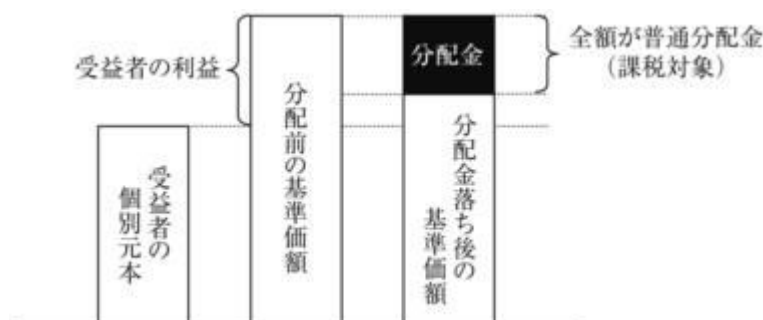 受益者の利益
分配金
全額が普通分配金
（課税対象）
受益者の
個別元本
分配前の基準価額
分配金落ち後の
基準価額